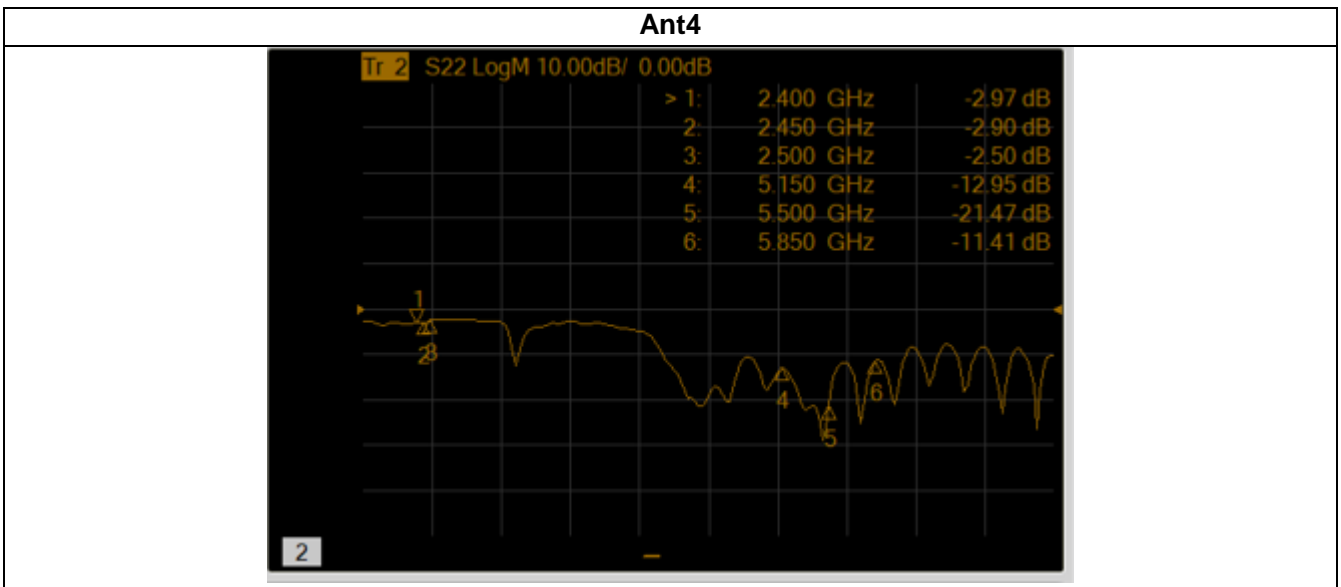 Ant4
Tr 2 S22 LogM 10.00dB/ 0.00dB
> 1: 2.400 GHz -2.97 dB
2: 2.450 GHz -2.90 dB
3: 2.500 GHz -2.50 dB
4: 5.150 GHz -12.95 dB
5: 5.500 GHz -21.47 dB
6: 5.850 GHz -11.41 dB
1
2 3
4
6
5
2